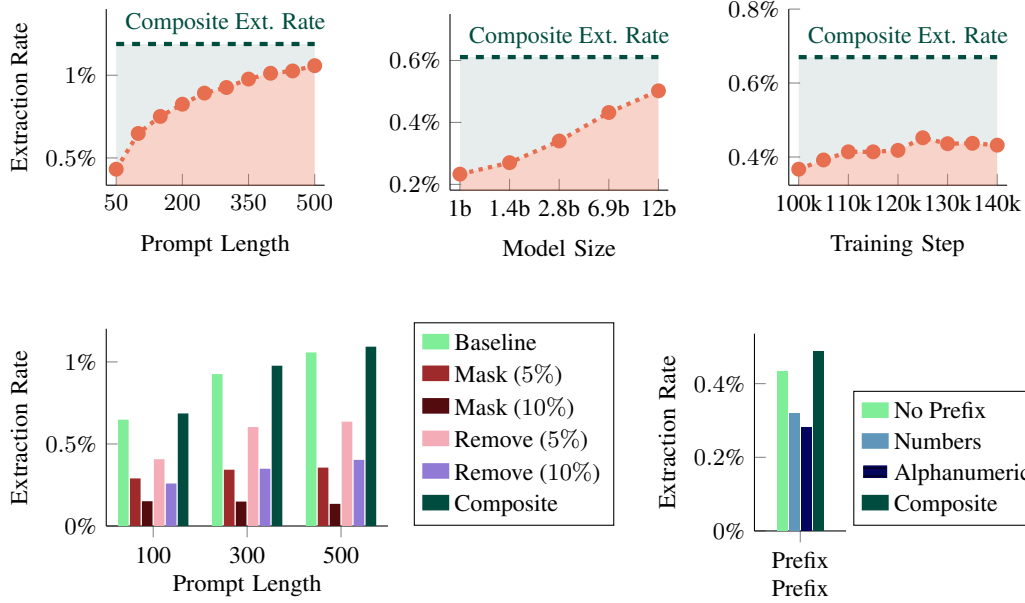 Composite Ext. Rate
Extraction Rate
1%
0.5%
50
200
350
500
Prompt Length
Composite Ext. Rate
0.6%
0.4%
0.2%
1b
1.4b
2.8b
6.9b
12b
Model Size
0.8%
Composite Ext. Rate
0.6%
0.4%
100k
110k
120k
130k
140k
Training Step
Extraction Rate
1%
0.5%
0%
100
300
500
Prompt Length
Baseline
Mask (5%)
Mask (10%)
Remove (5%)
Remove (10%)
Composite
Extraction Rate
0.4%
0.2%
0%
Prefix
Prefix
No Prefix
Numbers
Alphanumeric
Composite